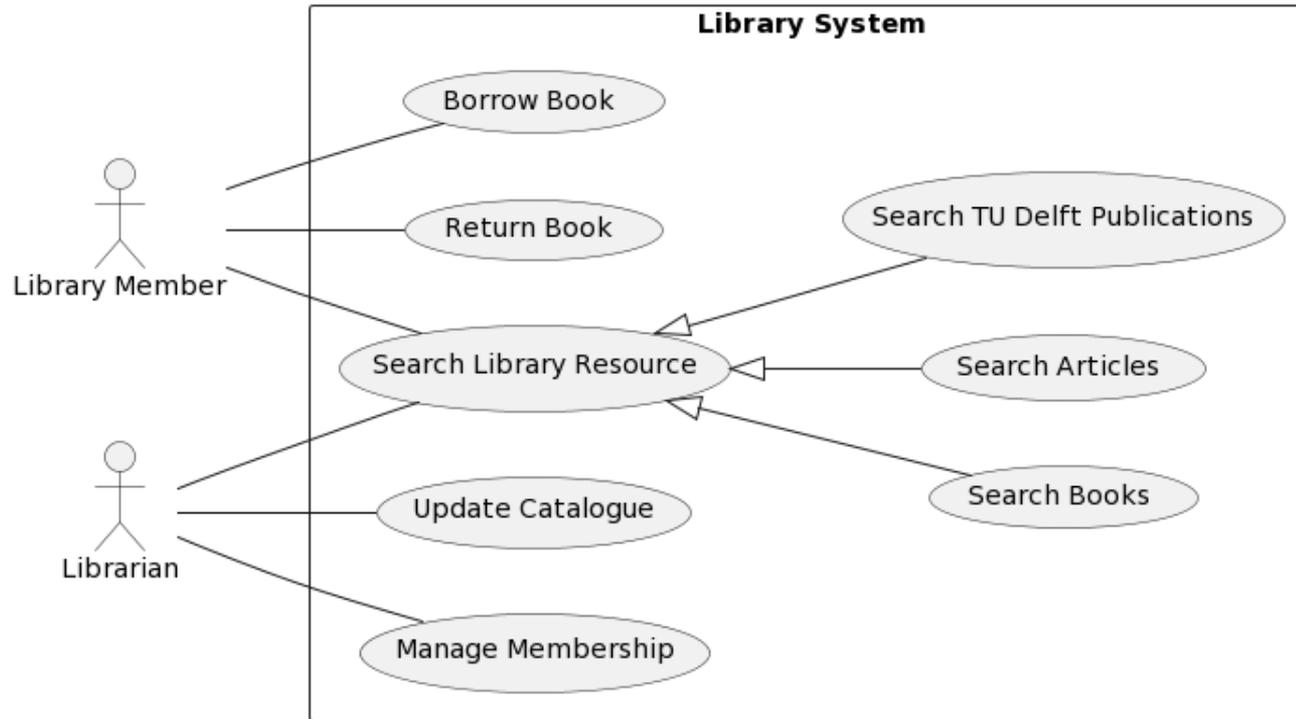 Library System
Borrow Book
Search TU Delft Publications
Return Book
Library Member
Search Library Resource
Search Articles
Search Books
Update Catalogue
Librarian
Manage Membership